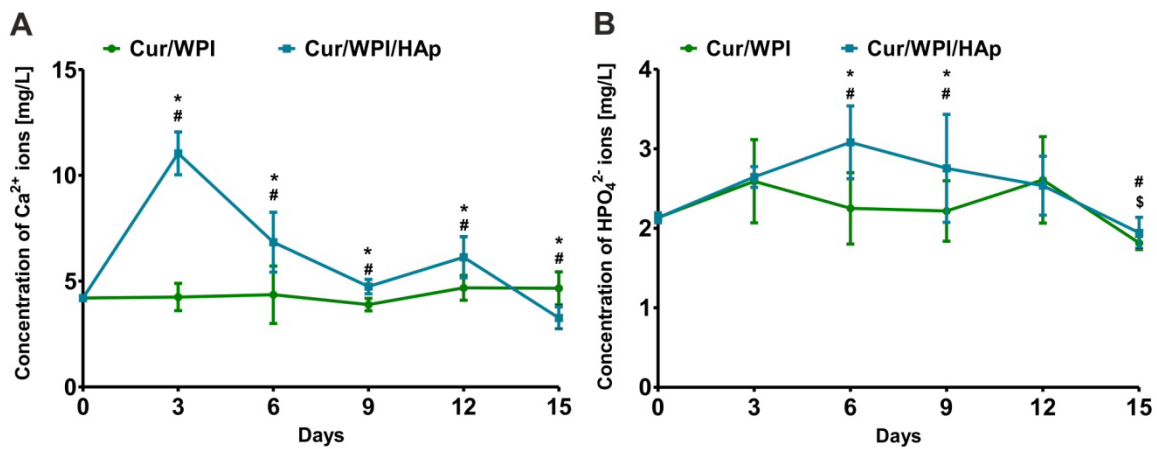 A
Cur/WPI
Cur/WPI/HAp
Concentration of Ca²⁺ ions [mg/L]
15
10
5
0
*
#
*
#
*
#
*
#
*
#
0 3 6 9 12 15
Days
B
Cur/WPI
Cur/WPI/HAp
Concentration of HPO₄²⁻ ions [mg/L]
4
3
2
1
0
*
#
*
#
#
$
0 3 6 9 12 15
Days